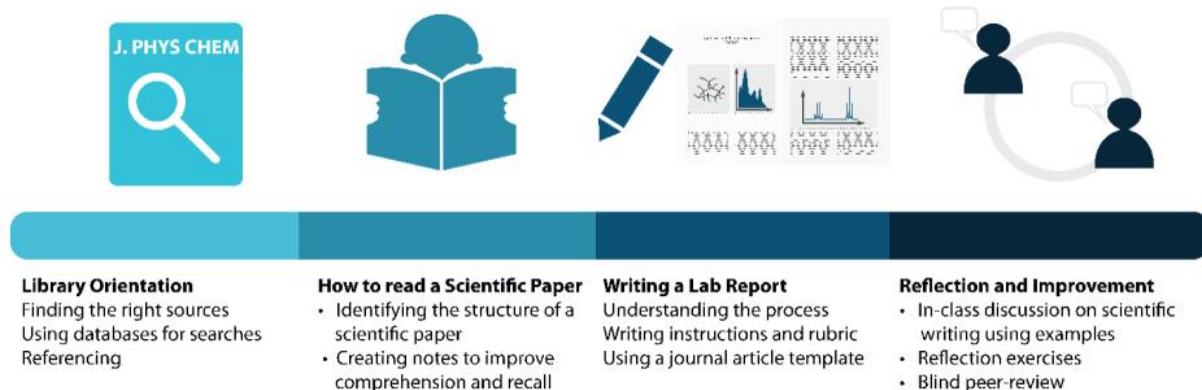 J. PHYS CHEM
Library Orientation
Finding the right sources
Using databases for searches
Referencing
How to read a Scientific Paper
• Identifying the structure of a
scientific paper
• Creating notes to improve
comprehension and recall
Writing a Lab Report
Understanding the process
Writing instructions and rubric
Using a journal article template
Reflection and Improvement
• In-class discussion on scientific
writing using examples
• Reflection exercises
• Blind peer-review